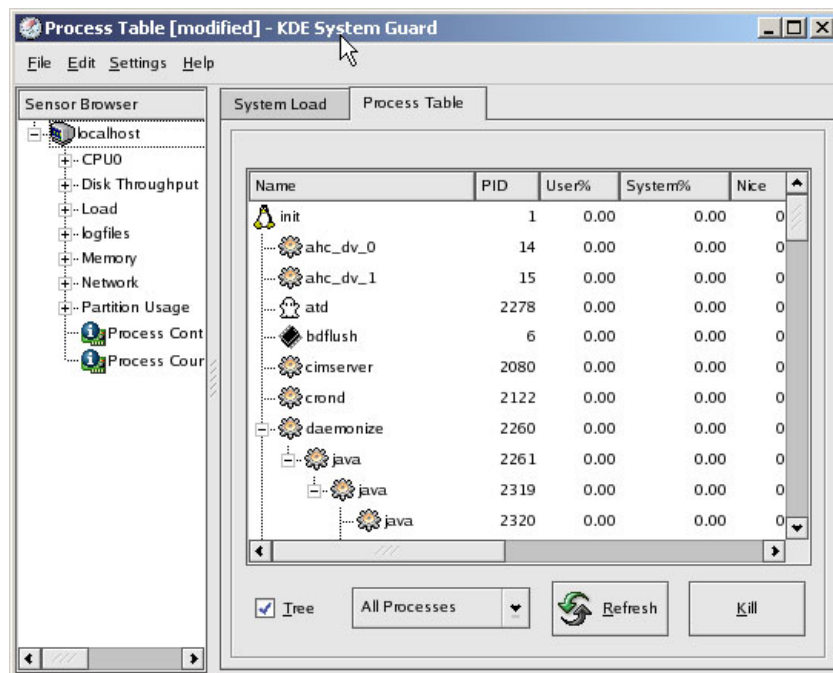 Process Table [modified] - KDE System Guard
File Edit Settings Help
Sensor Browser
localhost
CPU0
Disk Throughput
Load
logfiles
Memory
Network
Partition Usage
Process Cont
Process Cour
System Load Process Table
Name PID User% System% Nice
init 1 0.00 0.00 0
ahc_dv_0 14 0.00 0.00 0
ahc_dv_1 15 0.00 0.00 0
atd 2278 0.00 0.00 0
bdflush 6 0.00 0.00 0
cimserver 2080 0.00 0.00 0
crond 2122 0.00 0.00 0
daemonize 2260 0.00 0.00 0
java 2261 0.00 0.00 0
java 2319 0.00 0.00 0
java 2320 0.00 0.00 0
Tree All Processes Refresh Kill